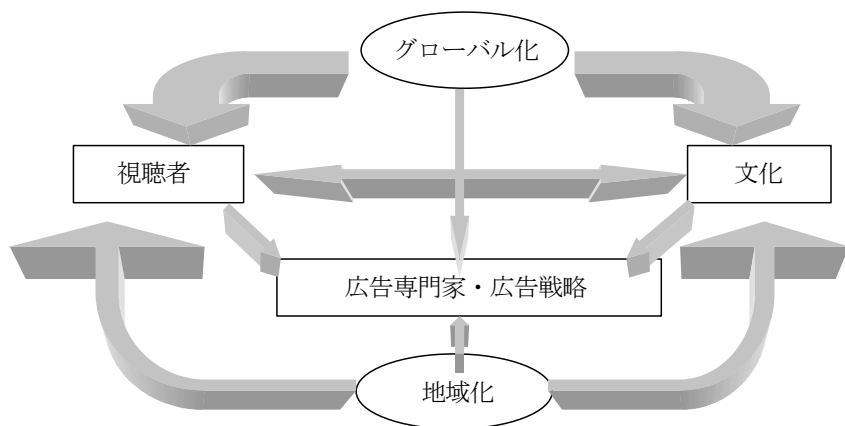 グローバル化
視聴者
文化
広告専門家・広告戦略
地域化